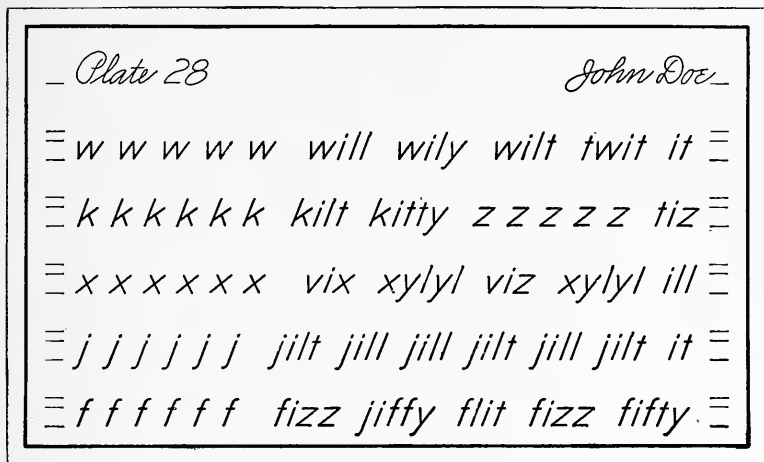 Plate 28 John Doe
w w w w w will wily wilt twit it
k k k k k k kilt kitty z z z z z tiz
x x x x x x vix xylyl viz xylyl ill
j j j j j j jilt jill jill jilt jill jilt it
f f f f f f fizz jiffy flit fizz fifty